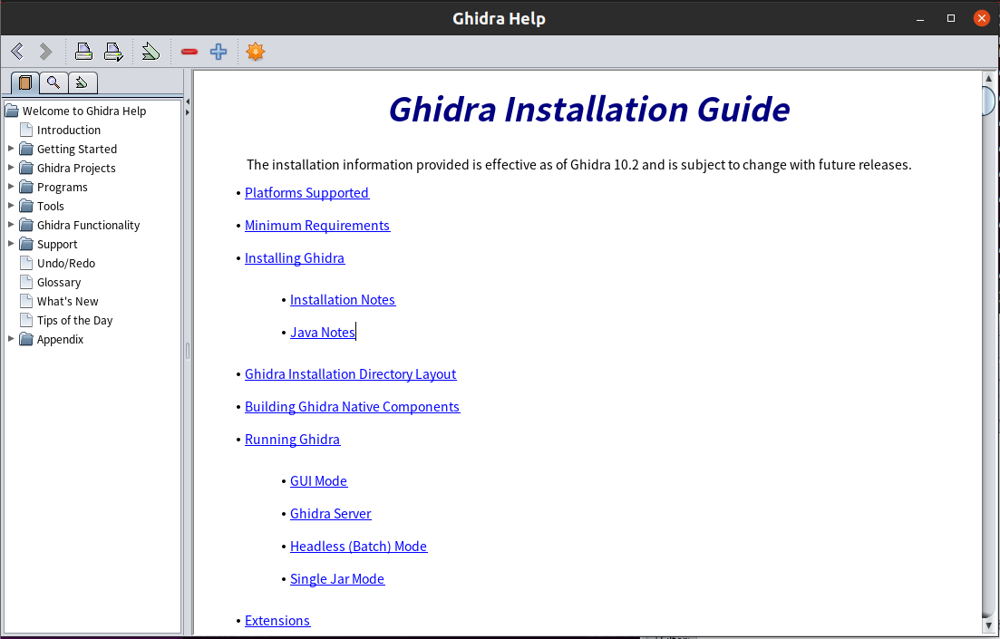 Ghidra Help
Welcome to Ghidra Help
Introduction
Getting Started
Ghidra Projects
Programs
Tools
Ghidra Functionality
Support
Undo/Redo
Glossary
What's New
Tips of the Day
Appendix
Ghidra Installation Guide
The installation information provided is effective as of Ghidra 10.2 and is subject to change with future releases.
• Platforms Supported
• Minimum Requirements
• Installing Ghidra
• Installation Notes
• Java Notes
• Ghidra Installation Directory Layout
• Building Ghidra Native Components
• Running Ghidra
• GUI Mode
• Ghidra Server
• Headless (Batch) Mode
• Single Jar Mode
• Extensions